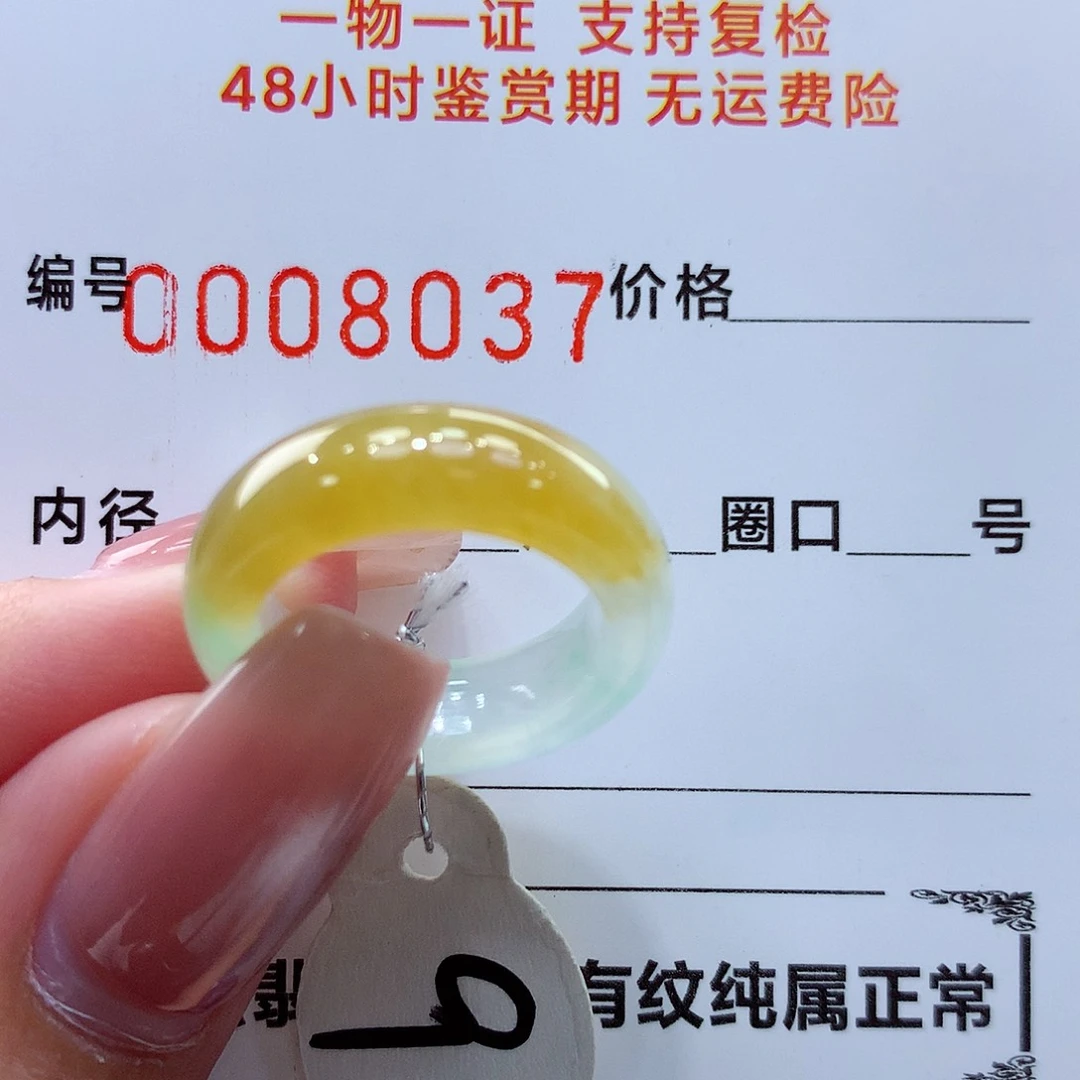 一物一证 支持复检
48小时鉴赏期 无运费险
编号0008037价格
内径 圈口 号
翡 有纹纯属正常
9